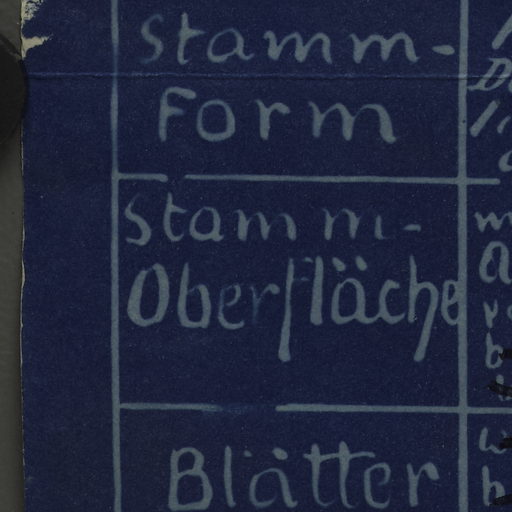 Stamm-
Form
Stamm-
Oberfläche
Blätter